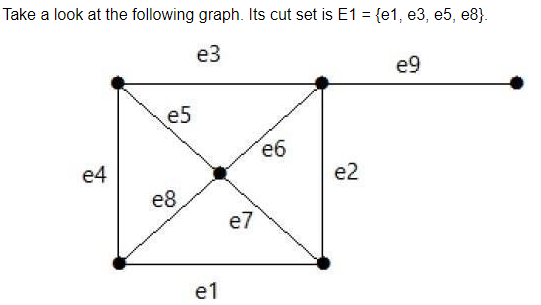 Take a look at the following graph. Its cut set is E1 = {e1, e3, e5, e8}.
e3
e9
e5
e6
e4
e2
e8
e7
e1